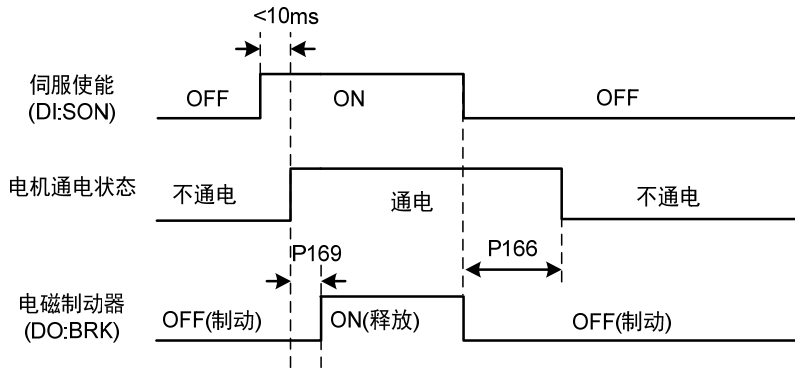 <10ms
伺服使能
(DI:SON)
OFF
ON
OFF
电机通电状态
不通电
通电
不通电
P169
P166
电磁制动器
(DO:BRK)
OFF(制动)
ON(释放)
OFF(制动)